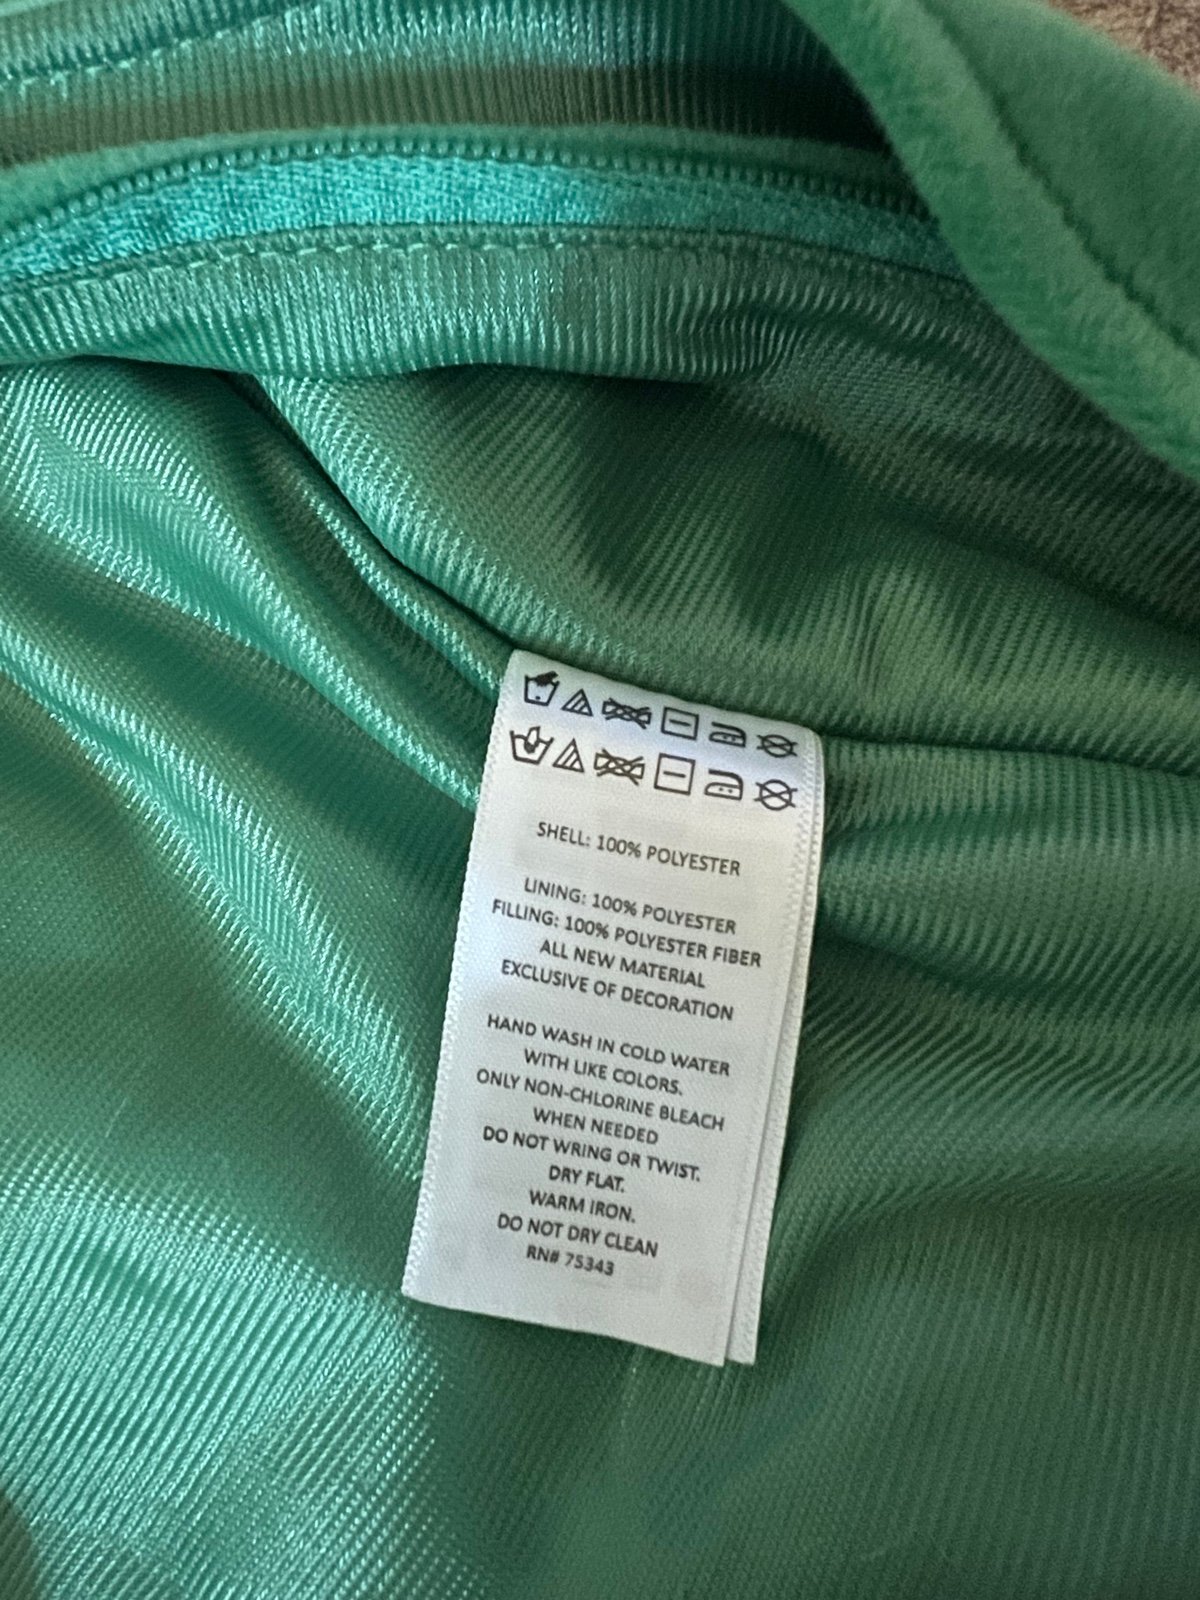 SHELL: 100% POLYESTER
LINING: 100% POLYESTER
FILLING: 100% POLYESTER FIBER
ALL NEW MATERIAL
EXCLUSIVE OF DECORATION
HAND WASH IN COLD WATER
WITH LIKE COLORS.
ONLY NON-CHLORINE BLEACH
WHEN NEEDED
DO NOT WRING OR TWIST.
DRY FLAT.
WARM IRON.
DO NOT DRY CLEAN
RN# 75343